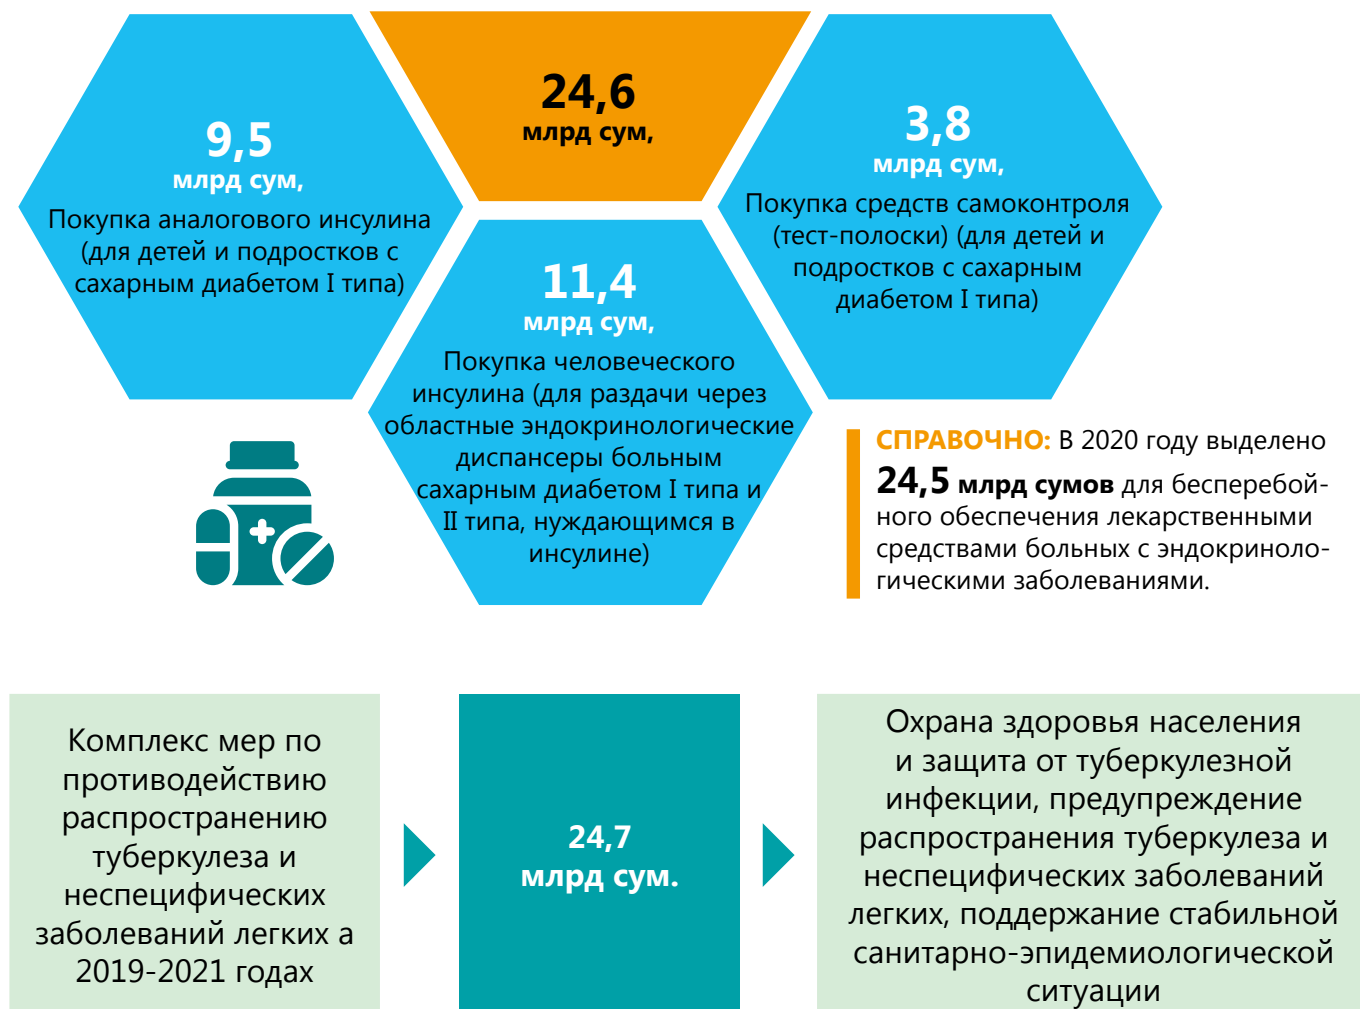 24,6
млрд сум,
9,5
млрд сум,
Покупка аналогового инсулина
(для детей и подростков с
сахарным диабетом I типа)
3,8
млрд сум,
Покупка средств самоконтроля
(тест-полоски) (для детей и
подростков с сахарным
диабетом I типа)
11,4
млрд сум,
Покупка человеческого
инсулина (для раздачи через
областные эндокринологические
диспансеры больным
сахарным диабетом I типа и
II типа, нуждающимся в
инсулине)
СПРАВОЧНО: В 2020 году выделено
24,5 млрд сумов для бесперебой-
ного обеспечения лекарственными
средствами больных с эндокриноло-
гическими заболеваниями.
Комплекс мер по
противодействию
распространению
туберкулеза и
неспецифических
заболеваний легких а
2019-2021 годах
24,7
млрд сум.
Охрана здоровья населения
и защита от туберкулезной
инфекции, предупреждение
распространения туберкулеза и
неспецифических заболеваний
легких, поддержание стабильной
санитарно-эпидемиологической
ситуации